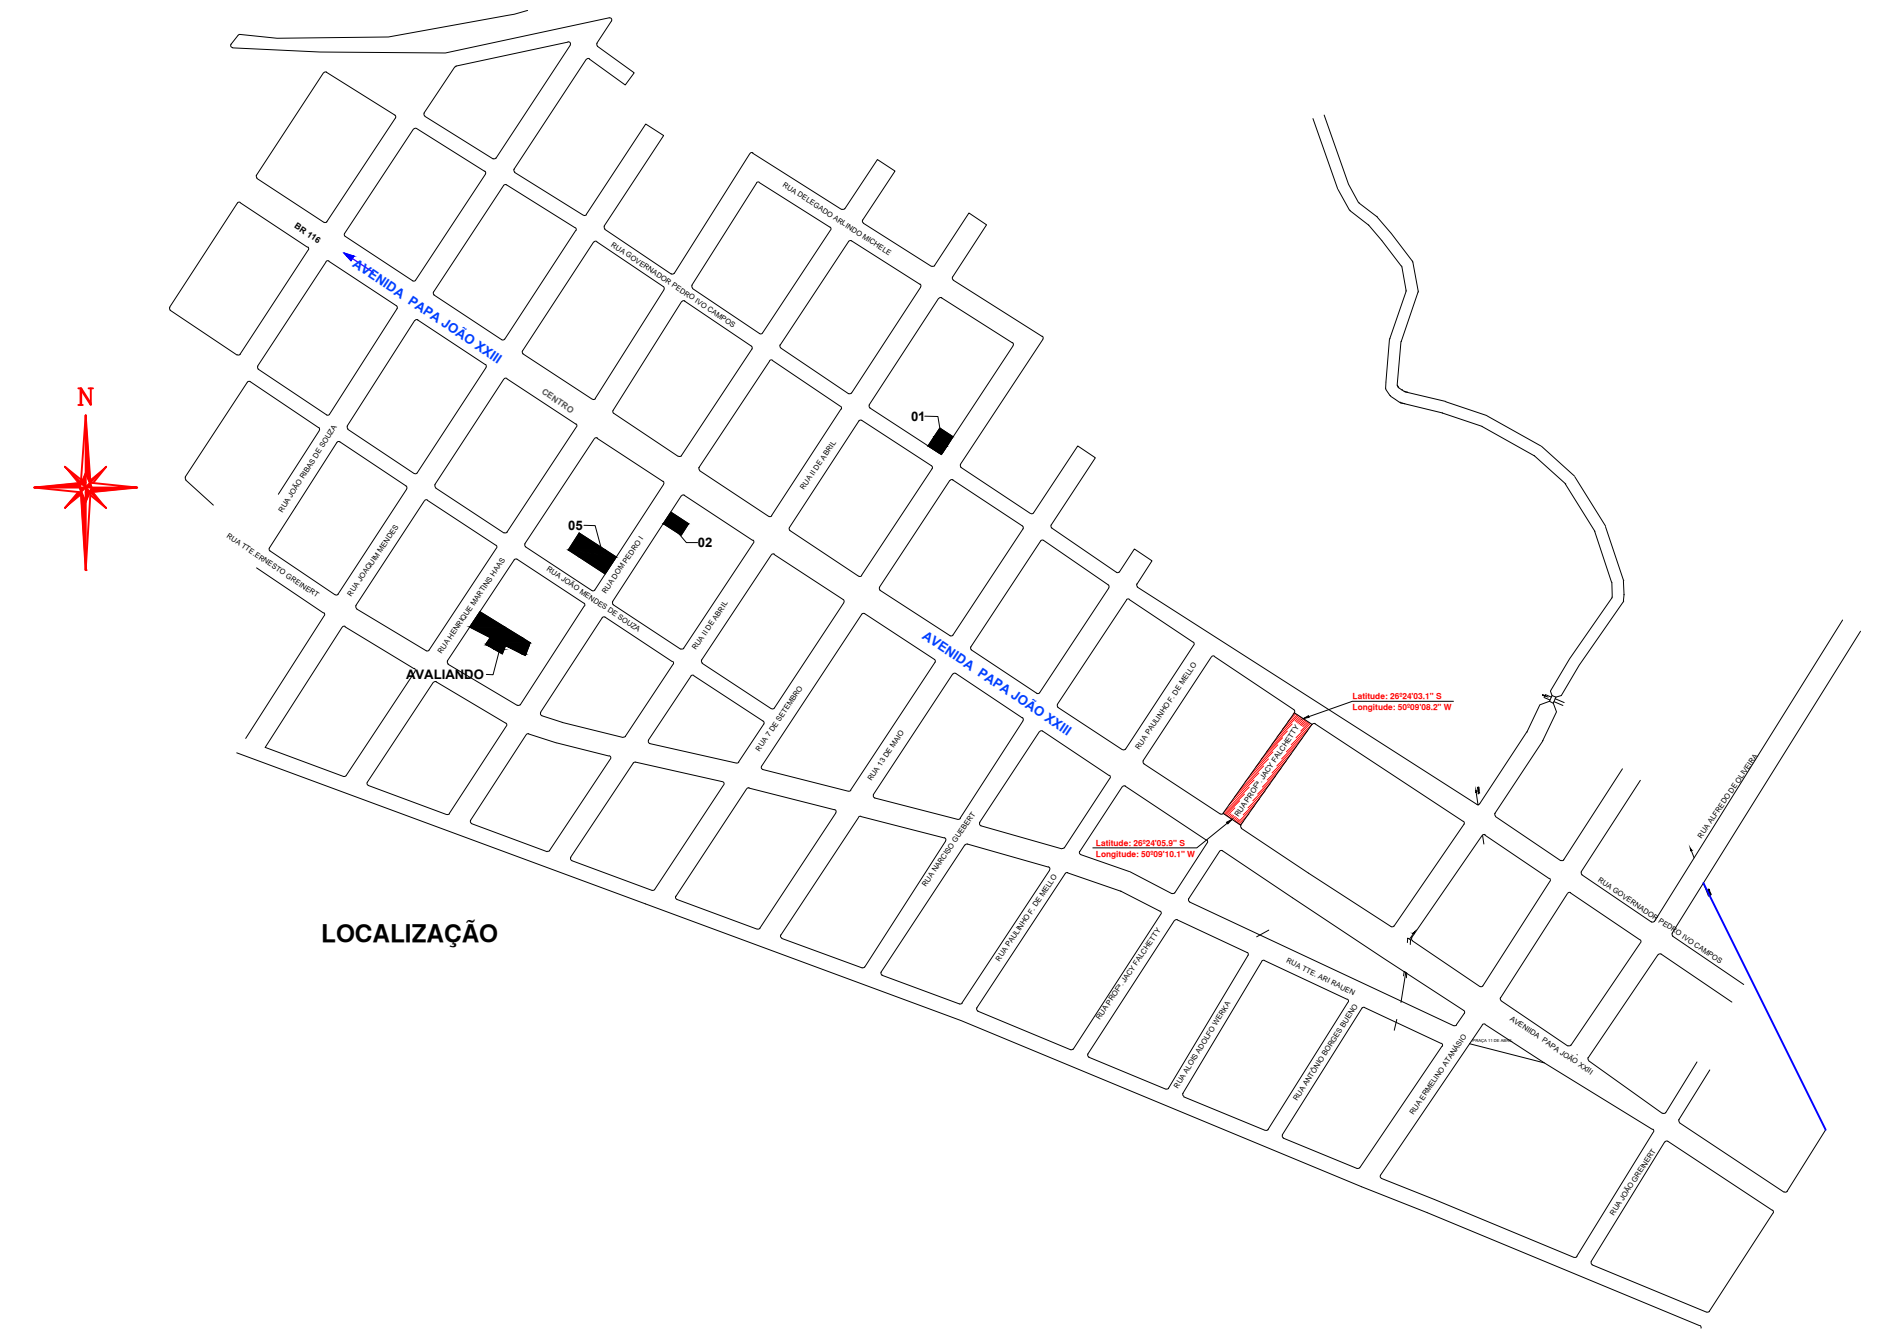 RUA DELEGADO ARLINDO MICHELE
BR 116
RUA GOVERNADOR PEDRO IVO CAMPOS
AVENIDA PAPA JOÃO XXIII
N
CENTRO
01
RUA JOÃO RIBAS DE SOUZA
RUA II DE ABRIL
05
02
RUA TTE.ERNESTO GREINERT
RUA JOAQUIM MENDES
RUA HENRIQUE MARTINS HAAS
RUA DOM PEDRO I
RUA JOÃO MENDES DE SOUZA
RUA II DE ABRIL
AVALIANDO
AVENIDA PAPA JOÃO XXIII
RUA 7 DE SETEMBRO
RUA 13 DE MAIO
RUA PAULINHO F. DE MELLO
Latitude: 26º24'03.1" S
Longitude: 50º09'08.2" W
RUA PROFª. JACY FALCHETTY
Latitude: 26º24'05.9" S
Longitude: 50º09'10.1" W
RUA ALFREDO DE OLIVEIRA
RUA NARCISO GUEBERT
RUA PAULINHO F. DE MELLO
RUA GOVERNADOR PEDRO IVO CAMPOS
LOCALIZAÇÃO
RUA PROFª. JACY FALCHETTY
RUA TTE. ARI RAUEN
RUA ALOIS ADOLFO WERKA
RUA ANTÔNIO BORGES BUENO
RUA ERMELINO ATANÁSIO
PRAÇA 11 DE ABRIL
AVENIDA PAPA JOÃO XXIII
RUA JOÃO GREINERT